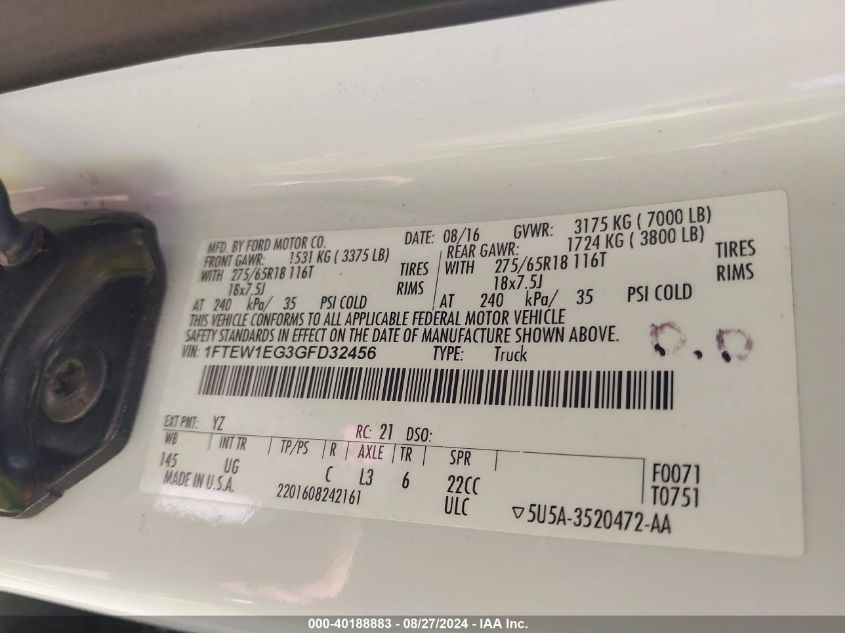 MFD. BY FORD MOTOR CO.
DATE: 08/16
GVWR: 3175 KG ( 7000 LB)
FRONT GAWR: 1531 KG ( 3375 LB)
REAR GAWR: 1724 KG ( 3800 LB)
WITH 275/65R18 116T TIRES
WITH 275/65R18 116T TIRES
18x7.5J RIMS
18x7.5J RIMS
AT 240 kPa/ 35 PSI COLD
AT 240 kPa/ 35 PSI COLD
THIS VEHICLE CONFORMS TO ALL APPLICABLE FEDERAL MOTOR VEHICLE
SAFETY STANDARDS IN EFFECT ON THE DATE OF MANUFACTURE SHOWN ABOVE.
VIN: 1FTEW1EG3GFD32456 TYPE: Truck
D.D
EXT PNT: YZ RC: 21 DSO:
WB INT TR TP/PS R AXLE TR SPR
145 UG C L3 6 22CC F0071
MADE IN U.S.A. 2201608242161 ULC T0751
▽5U5A-3520472-AA
000-40188883 - 08/27/2024 - IAA Inc.